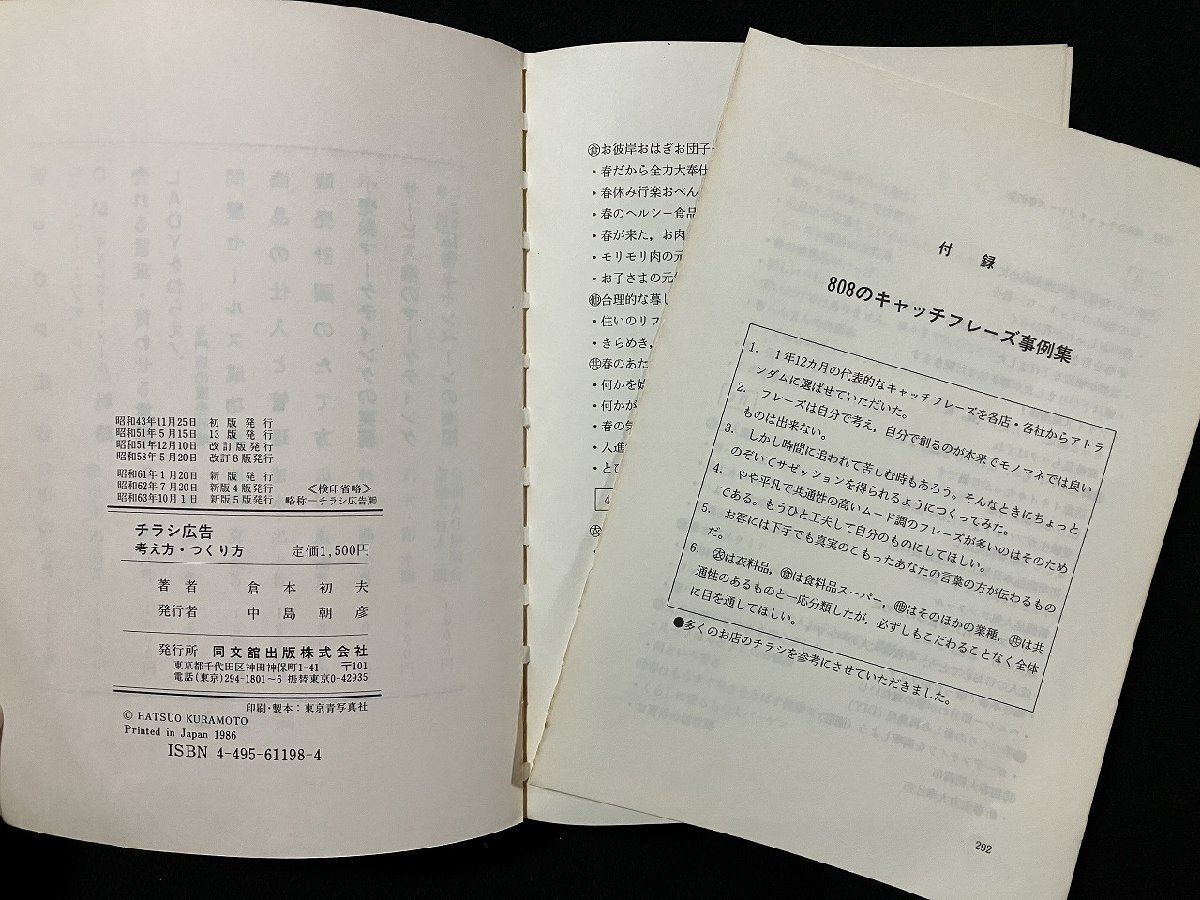 昭和43年11月25日 初版発行
昭和51年5月15日 13版発行
昭和51年12月10日 改訂版発行
昭和53年5月20日 改訂6版発行
昭和61年1月20日 新版発行
昭和62年7月20日 新版4版発行 《検印省略》
昭和63年10月1日 新版5版発行 略称―チラシ広告
チラシ広告
考え方・つくり方 定価1,500円
著者 倉本初夫
発行者 中島朝彦
発行所 同文舘出版株式会社
東京都千代田区神田神保町1-41 〒101
電話(東京)294-1801~6 振替東京0-42935
印刷・製本:東京青写真社
© HATSUO KURAMOTO
Printed in Japan 1986
ISBN 4-495-61198-4
㊎お彼岸おはぎお団子
・春だから全力大奉仕
・春休み行楽おべん
・春のヘルシー食品
・春が来た,お肉
・モリモリ肉の元
・お子さまの元気
㊌合理的な暮し
・住いのリフ
・きらめき,
春のあた
・何かを始
・何かが
・春の気
・人進
・とび
付録
808のキャッチフレーズ事例集
1. 1年12カ月の代表的なキャッチフレーズを各店・各社からアトラ
ンダムに選ばせていただいた。
2. フレーズは自分で考え,自分で創るのが本来でモノマネでは良い
ものは出来ない。
3. しかし時間に追われて苦しむ時もあろう。そんなときにちょっと
のぞいてサゼッションを得られるようにつくってみた。
4. やや平凡で共通性の高いムード調のフレーズが多いのはそのため
である。もうひと工夫して自分のものにしてほしい。
5. お客には下手でも真実のこもったあなたの言葉の方が伝わるもの
だ。
6. 衣は衣料品,食は食料品スーパー,他はそのほかの業種,共は共
通性のあるものと一応分類したが,必ずしもこだわることなく全体
に目を通してほしい。
●多くのお店のチラシを参考にさせていただきました。
292